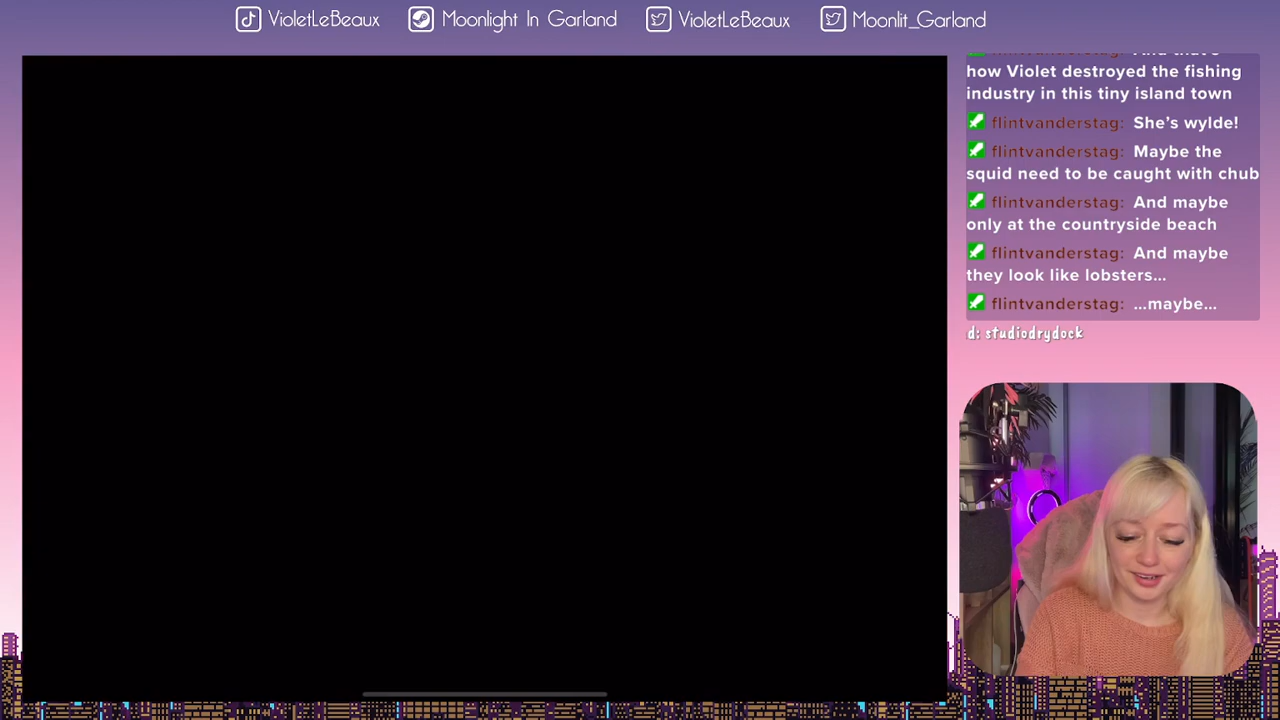 VioletLeBeaux Moonlight In Garland VioletLeBeaux Moonlit_Garland
how Violet destroyed the fishing
industry in this tiny island town
flintvanderstag: She's wylde!
flintvanderstag: Maybe the
squid need to be caught with chub
flintvanderstag: And maybe
only at the countryside beach
flintvanderstag: And maybe
they look like lobsters...
flintvanderstag: ...maybe...
d: studiodrydock